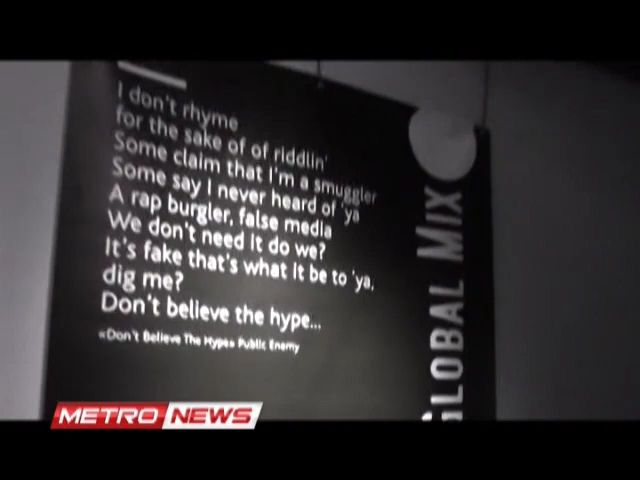 I don't rhyme
for the sake of of riddlin'
Some claim that I'm a smuggler
Some say I never heard of 'ya
A rap burgler, false media
We don't need it do we?
It's fake that's what it be to 'ya,
dig me?
Don't believe the hype...
«Don't Believe The Hype» Public Enemy
GLOBAL MIX
METRO NEWS